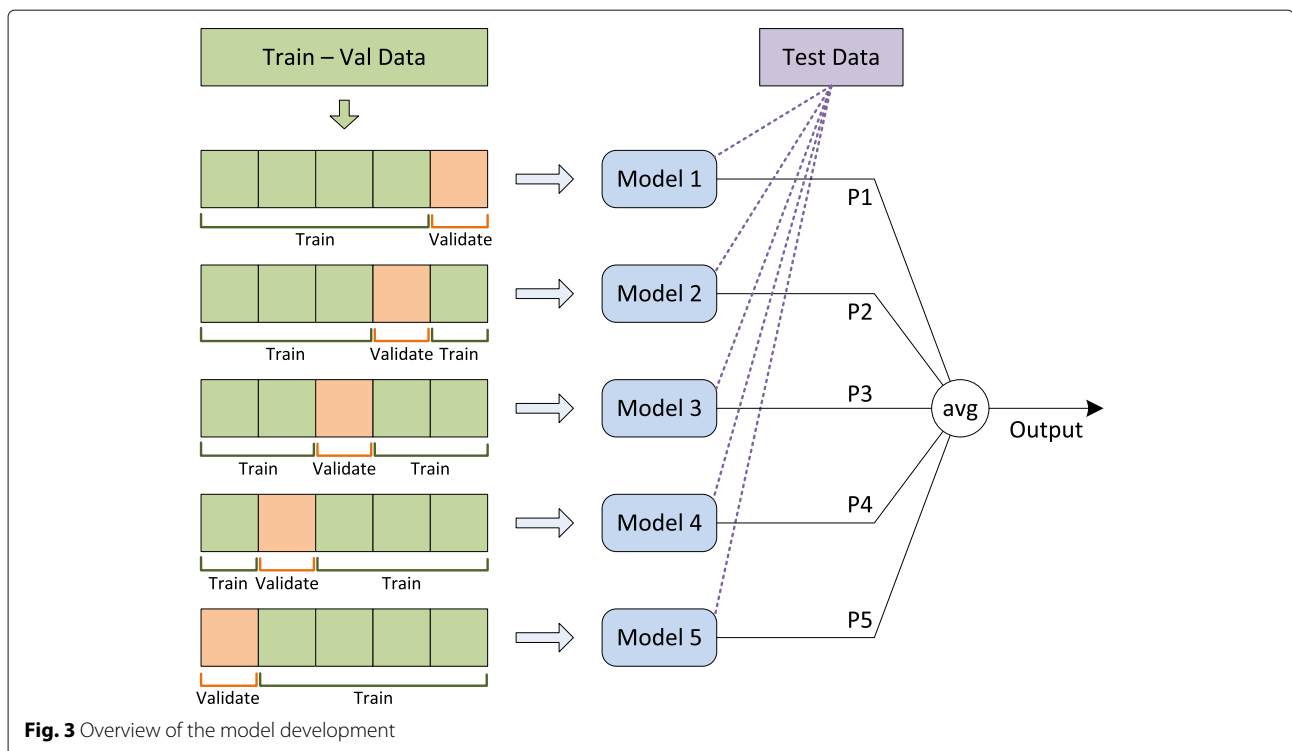 Train – Val Data
Test Data
Model 1
P1
Train
Validate
Model 2
P2
Train
Validate
Train
Model 3
P3
avg
Output
Train
Validate
Train
Model 4
P4
Train
Validate
Train
Model 5
P5
Validate
Train
Fig. 3 Overview of the model development